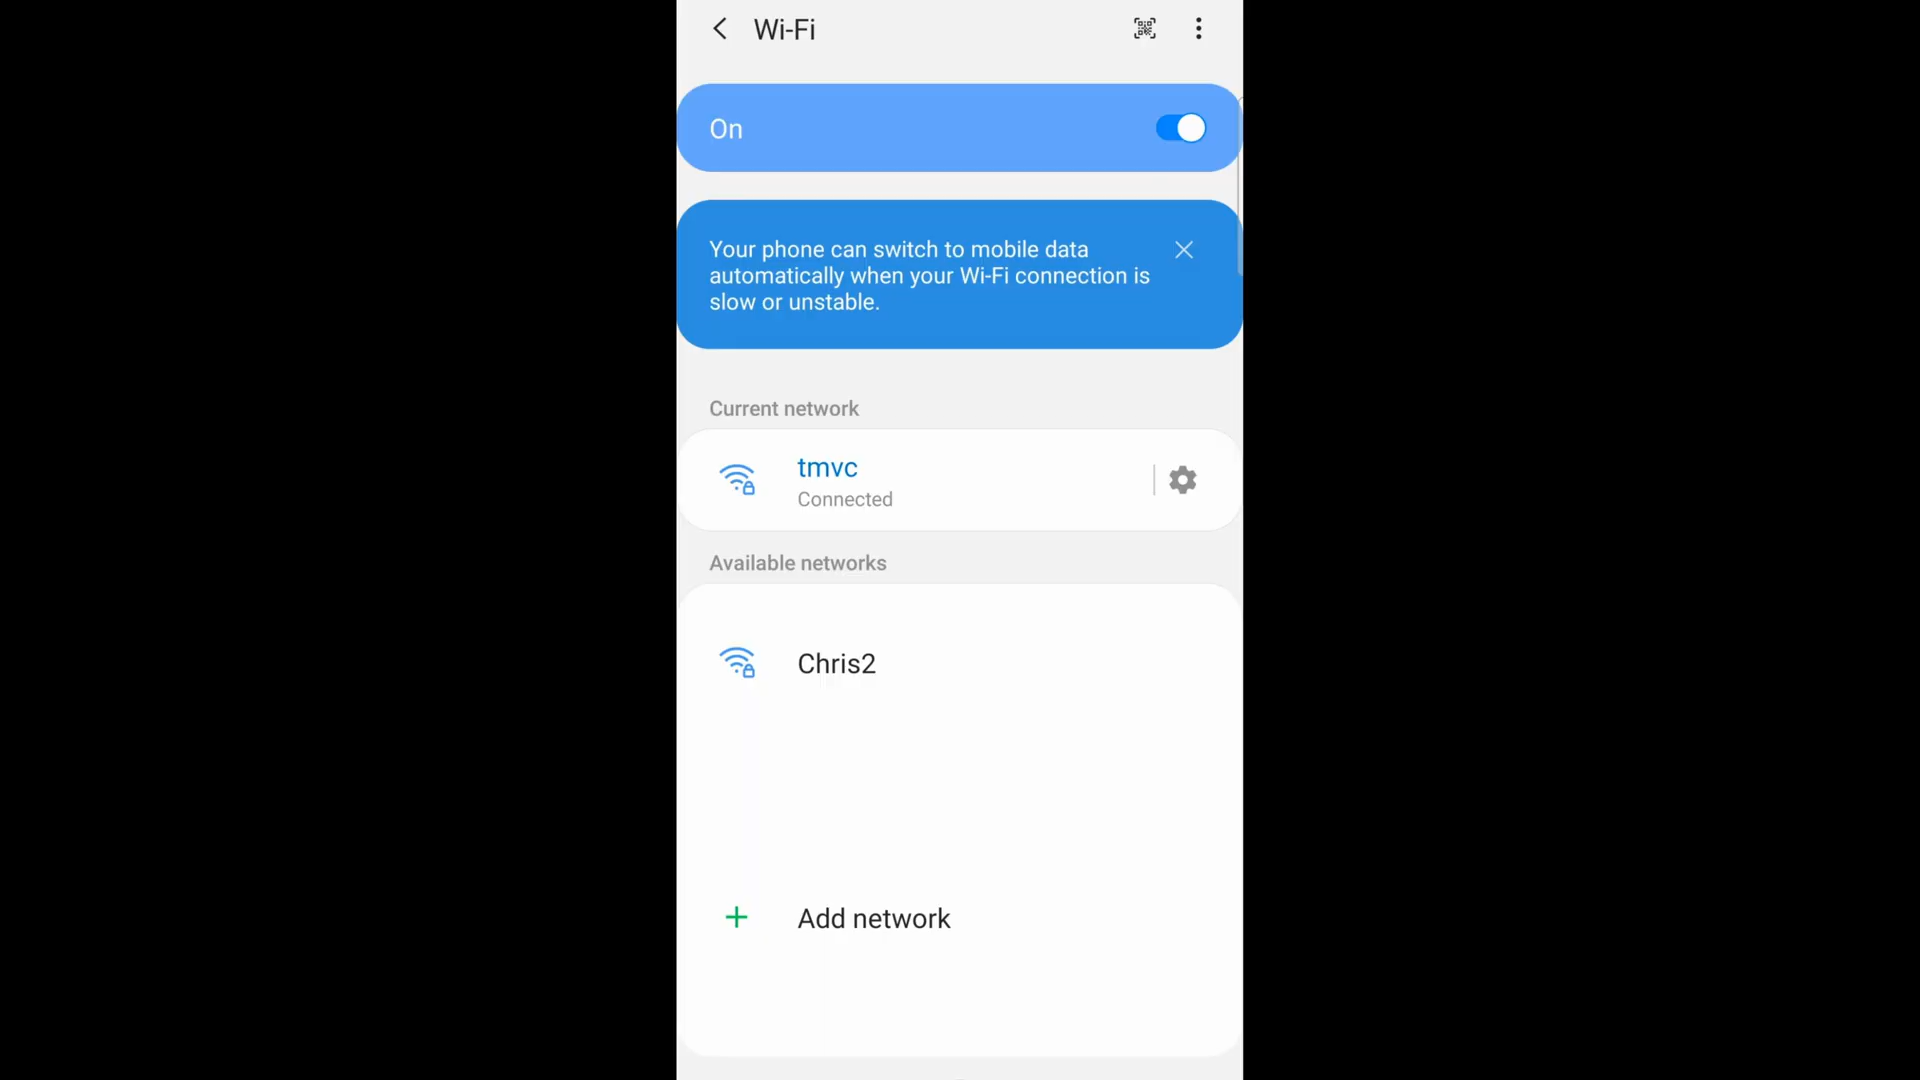 Wi-Fi
On
Your phone can switch to mobile data
automatically when your Wi-Fi connection is
slow or unstable.
Current network
tmvc
Connected
Available networks
Chris2
Add network